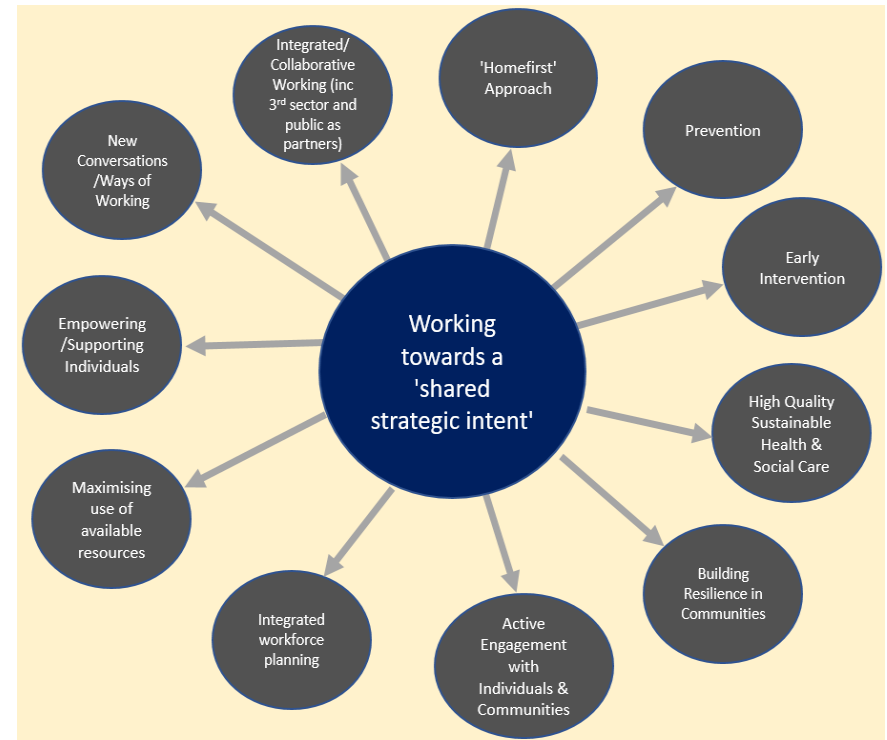 Working
towards a
'shared
strategic intent'
'Homefirst'
Approach
Prevention
Early
Intervention
High Quality
Sustainable
Health &
Social Care
Building
Resilience in
Communities
Active
Engagement
with
Individuals &
Communities
Integrated
workforce
planning
Maximising
use of
available
resources
Empowering
/Supporting
Individuals
New
Conversations
/Ways of
Working
Integrated/
Collaborative
Working (inc
3rd sector and
public as
partners)